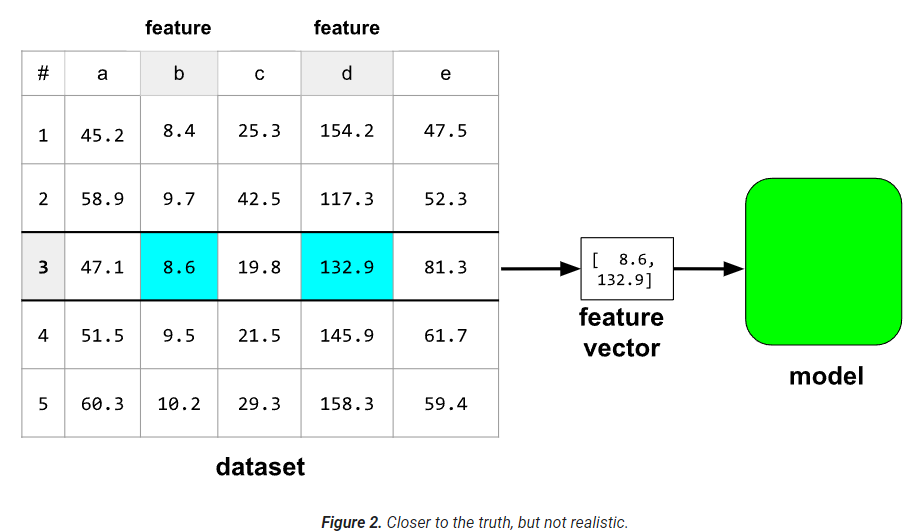 feature feature
# a b c d e
1 45.2 8.4 25.3 154.2 47.5
2 58.9 9.7 42.5 117.3 52.3
3 47.1 8.6 19.8 132.9 81.3
4 51.5 9.5 21.5 145.9 61.7
5 60.3 10.2 29.3 158.3 59.4
dataset
[ 8.6,
132.9]
feature
vector
model
Figure 2. Closer to the truth, but not realistic.